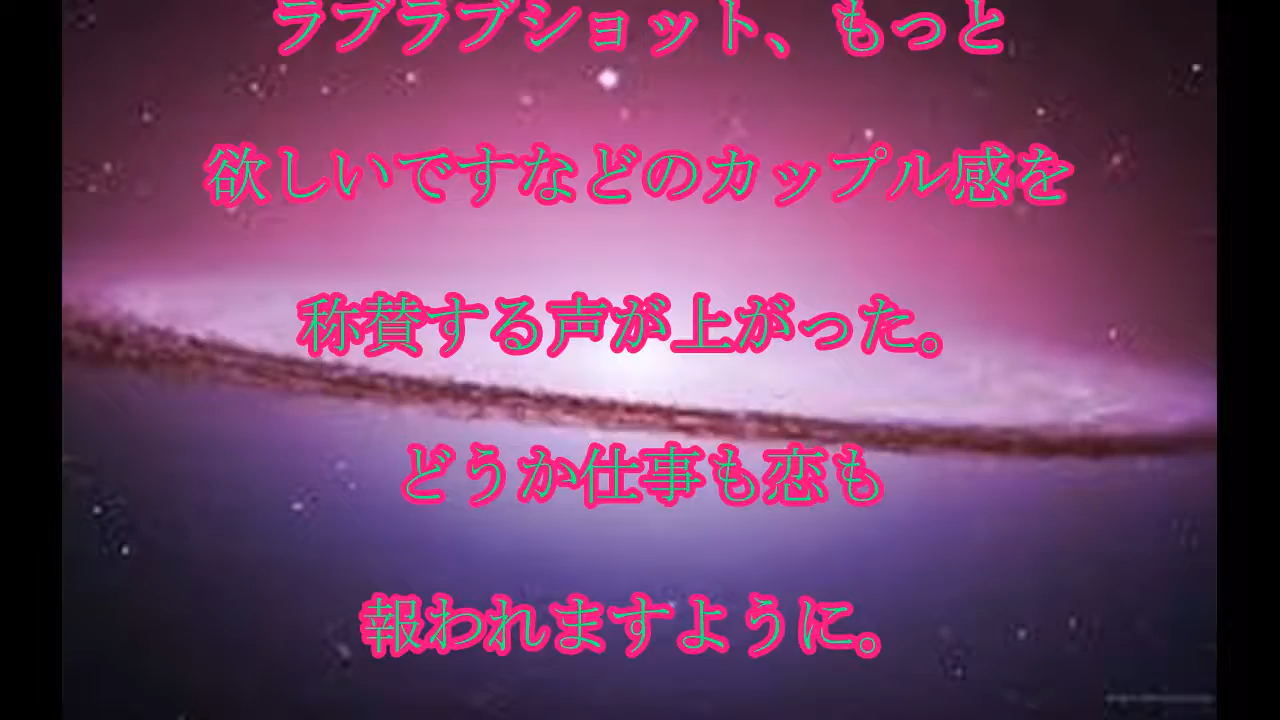 ラブラブショット、もっと
欲しいですなどのカップル感を
称賛する声が上がった。
どうか仕事も恋も
報われますように。